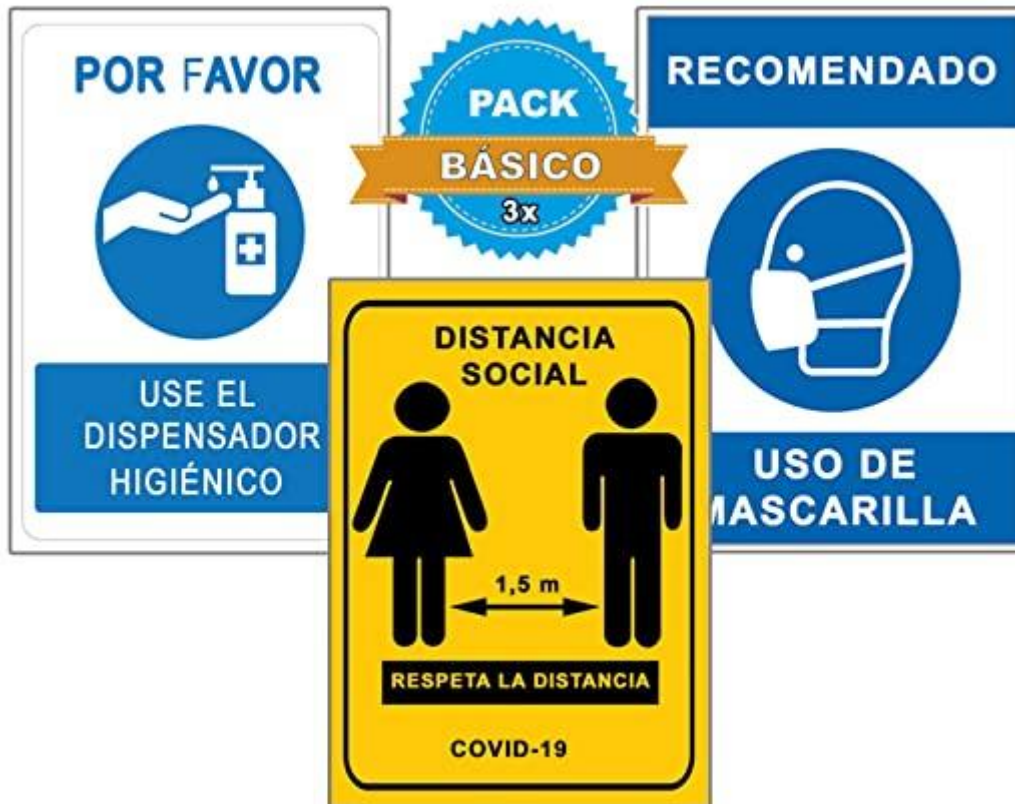 POR FAVOR
USE EL
DISPENSADOR
HIGIÉNICO
PACK
BÁSICO
3x
RECOMENDADO
USO DE
MASCARILLA
DISTANCIA
SOCIAL
1,5 m
RESPETA LA DISTANCIA
COVID-19